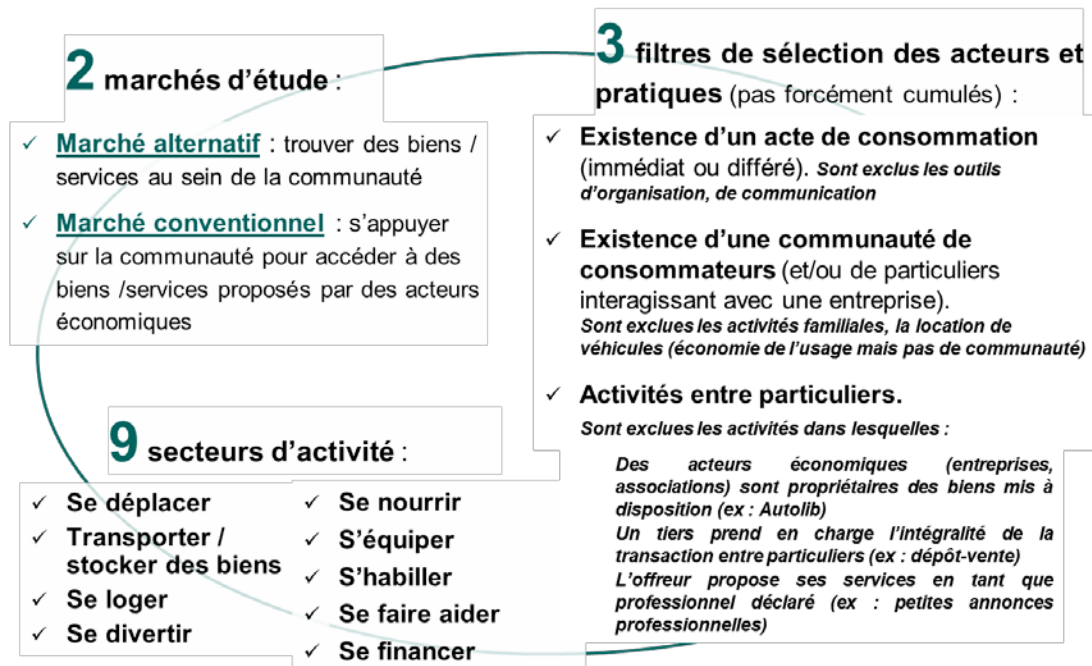 2 marchés d'étude :
✓ Marché alternatif : trouver des biens /
services au sein de la communauté
✓ Marché conventionnel : s'appuyer
sur la communauté pour accéder à des
biens /services proposés par des acteurs
économiques
3 filtres de sélection des acteurs et
pratiques (pas forcément cumulés) :
✓ Existence d'un acte de consommation
(immédiat ou différé). Sont exclus les outils
d'organisation, de communication
✓ Existence d'une communauté de
consommateurs (et/ou de particuliers
interagissant avec une entreprise).
Sont exclues les activités familiales, la location de
véhicules (économie de l'usage mais pas de communauté)
✓ Activités entre particuliers.
Sont exclues les activités dans lesquelles :
Des acteurs économiques (entreprises,
associations) sont propriétaires des biens mis à
disposition (ex : Autolib)
Un tiers prend en charge l'intégralité de la
transaction entre particuliers (ex : dépôt-vente)
L'offreur propose ses services en tant que
professionnel déclaré (ex : petites annonces
professionnelles)
9 secteurs d'activité :
✓ Se déplacer
✓ Transporter /
stocker des biens
✓ Se loger
✓ Se divertir
✓ Se nourrir
✓ S'équiper
✓ S'habiller
✓ Se faire aider
✓ Se financer